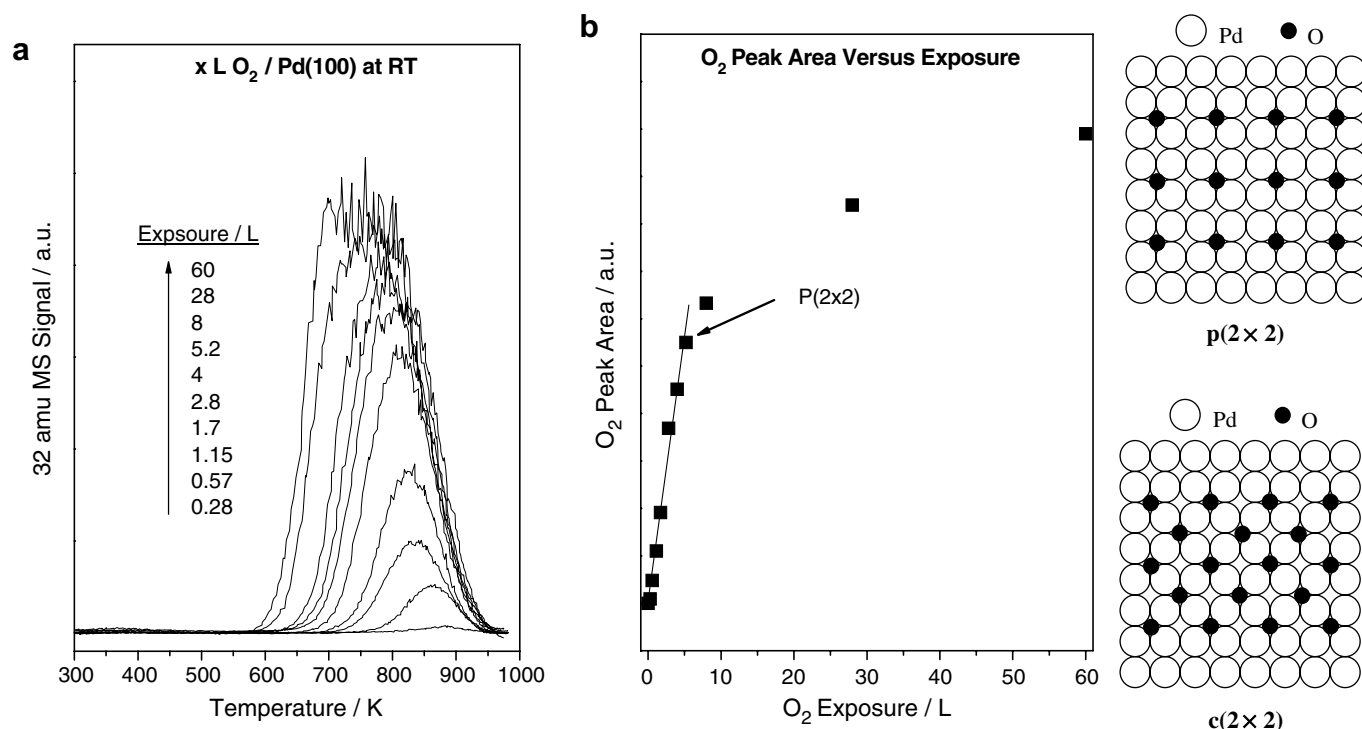 a
x L O2 / Pd(100) at RT
32 amu MS Signal / a.u.
Expsoure / L
60
28
8
5.2
4
2.8
1.7
1.15
0.57
0.28
300 400 500 600 700 800 900 1000
Temperature / K
b
O2 Peak Area Versus Exposure
O2 Peak Area / a.u.
P(2x2)
0 10 20 30 40 50 60
O2 Exposure / L
Pd O
p(2×2)
Pd O
c(2×2)